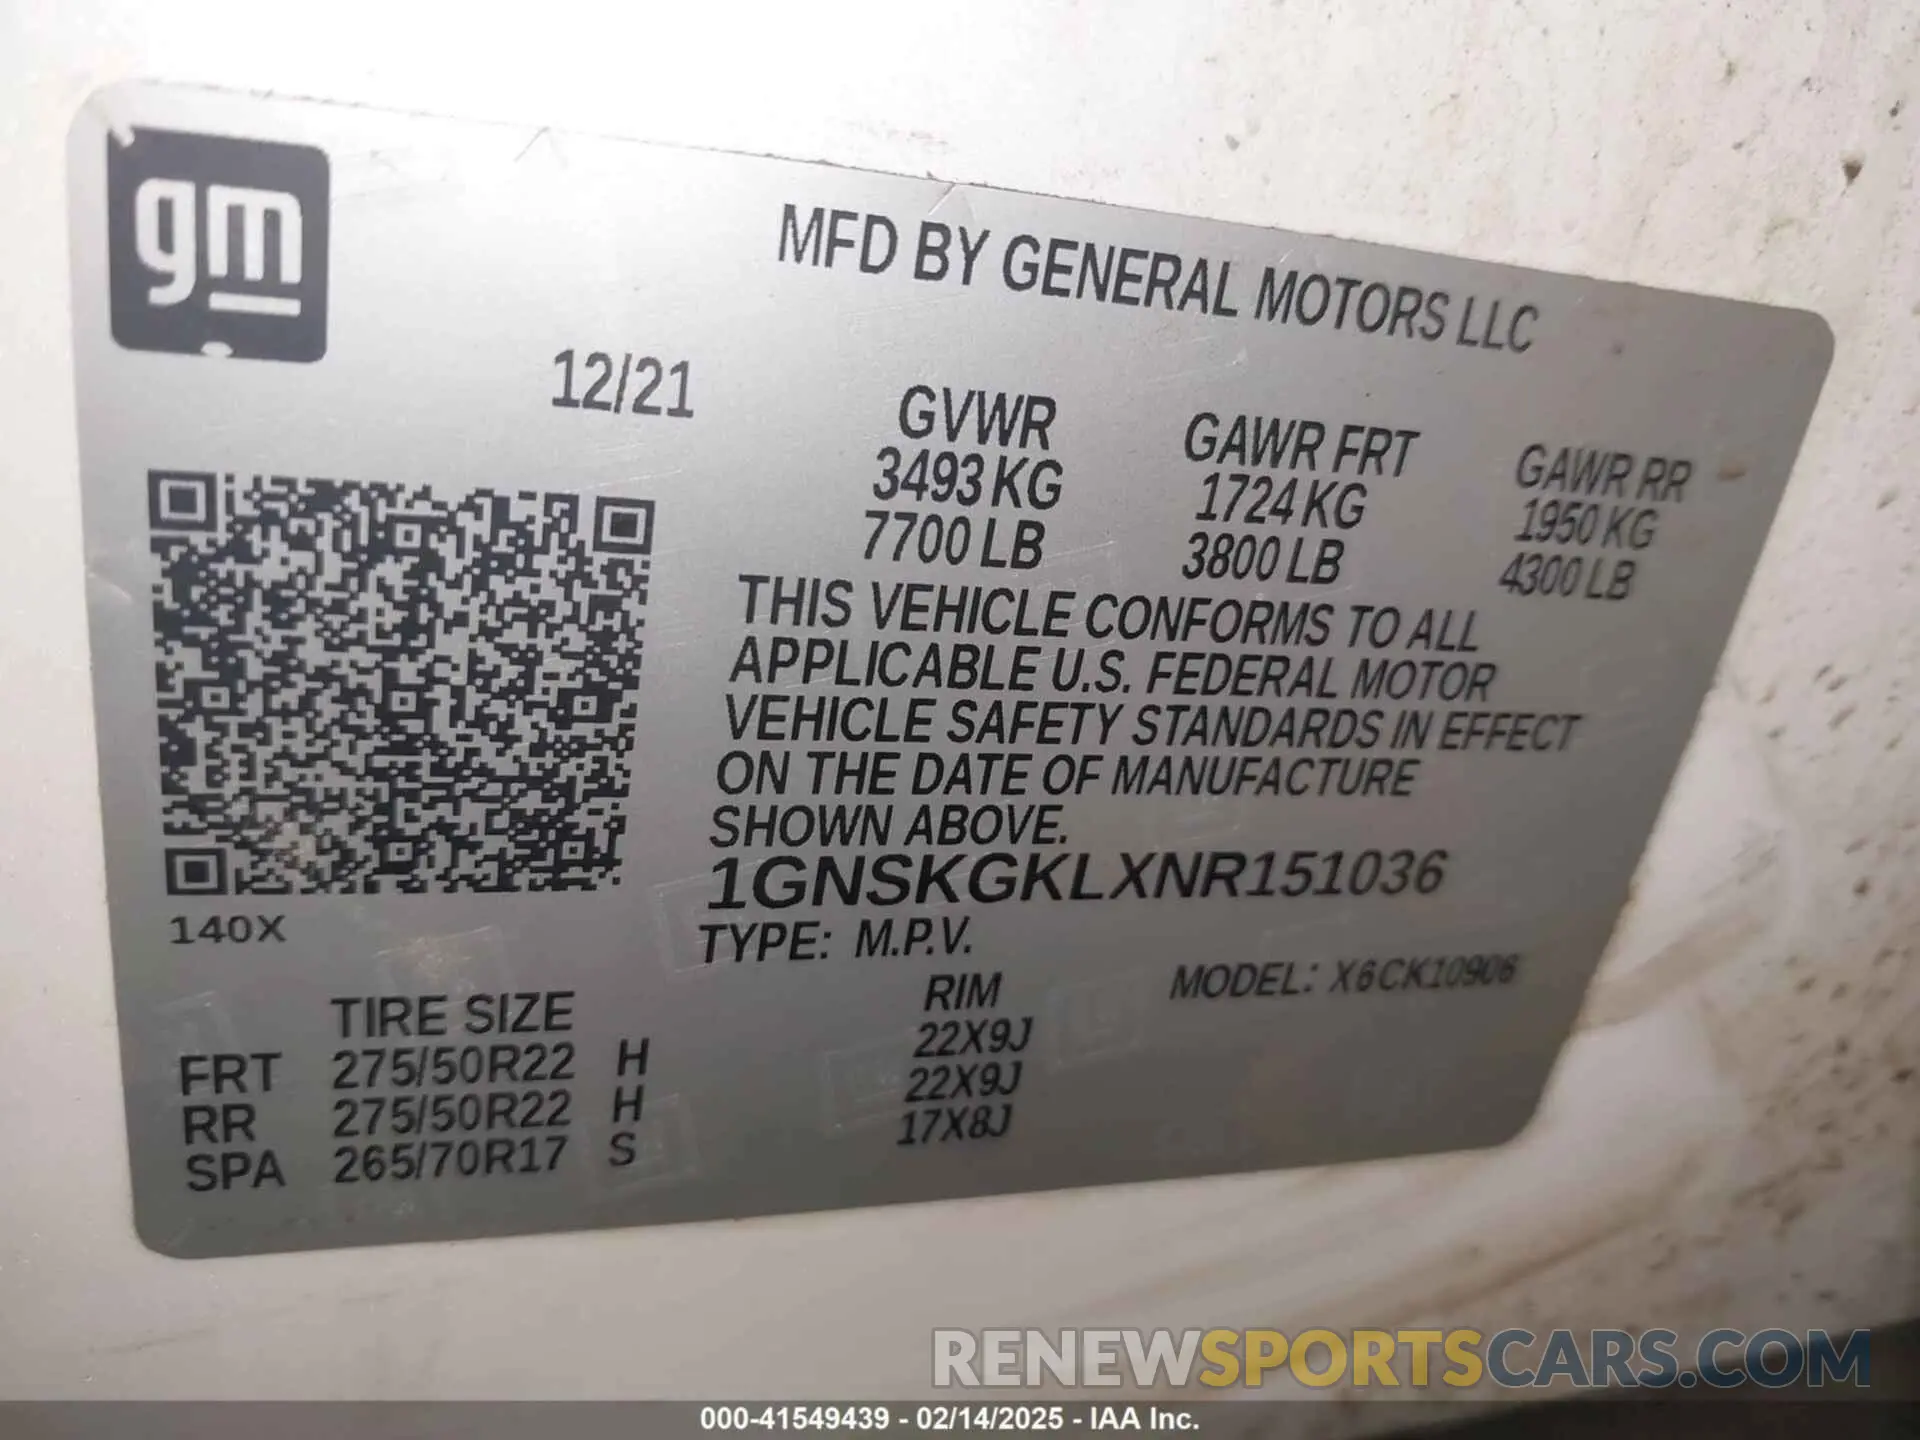 gm
MFD BY GENERAL MOTORS LLC
12/21
GVWR GAWR FRT GAWR RR
3493 KG 1724 KG 1950 KG
7700 LB 3800 LB 4300 LB
THIS VEHICLE CONFORMS TO ALL
APPLICABLE U.S. FEDERAL MOTOR
VEHICLE SAFETY STANDARDS IN EFFECT
ON THE DATE OF MANUFACTURE
SHOWN ABOVE.
1GNSKGKLXNR151036
140X
TYPE: M.P.V.
MODEL: X6CK10906
TIRE SIZE RIM
FRT 275/50R22 H 22X9J
RR 275/50R22 H 22X9J
SPA 265/70R17 S 17X8J
RENEWSPORTSCARS.COM
000-41549439 - 02/14/2025 - IAA Inc.